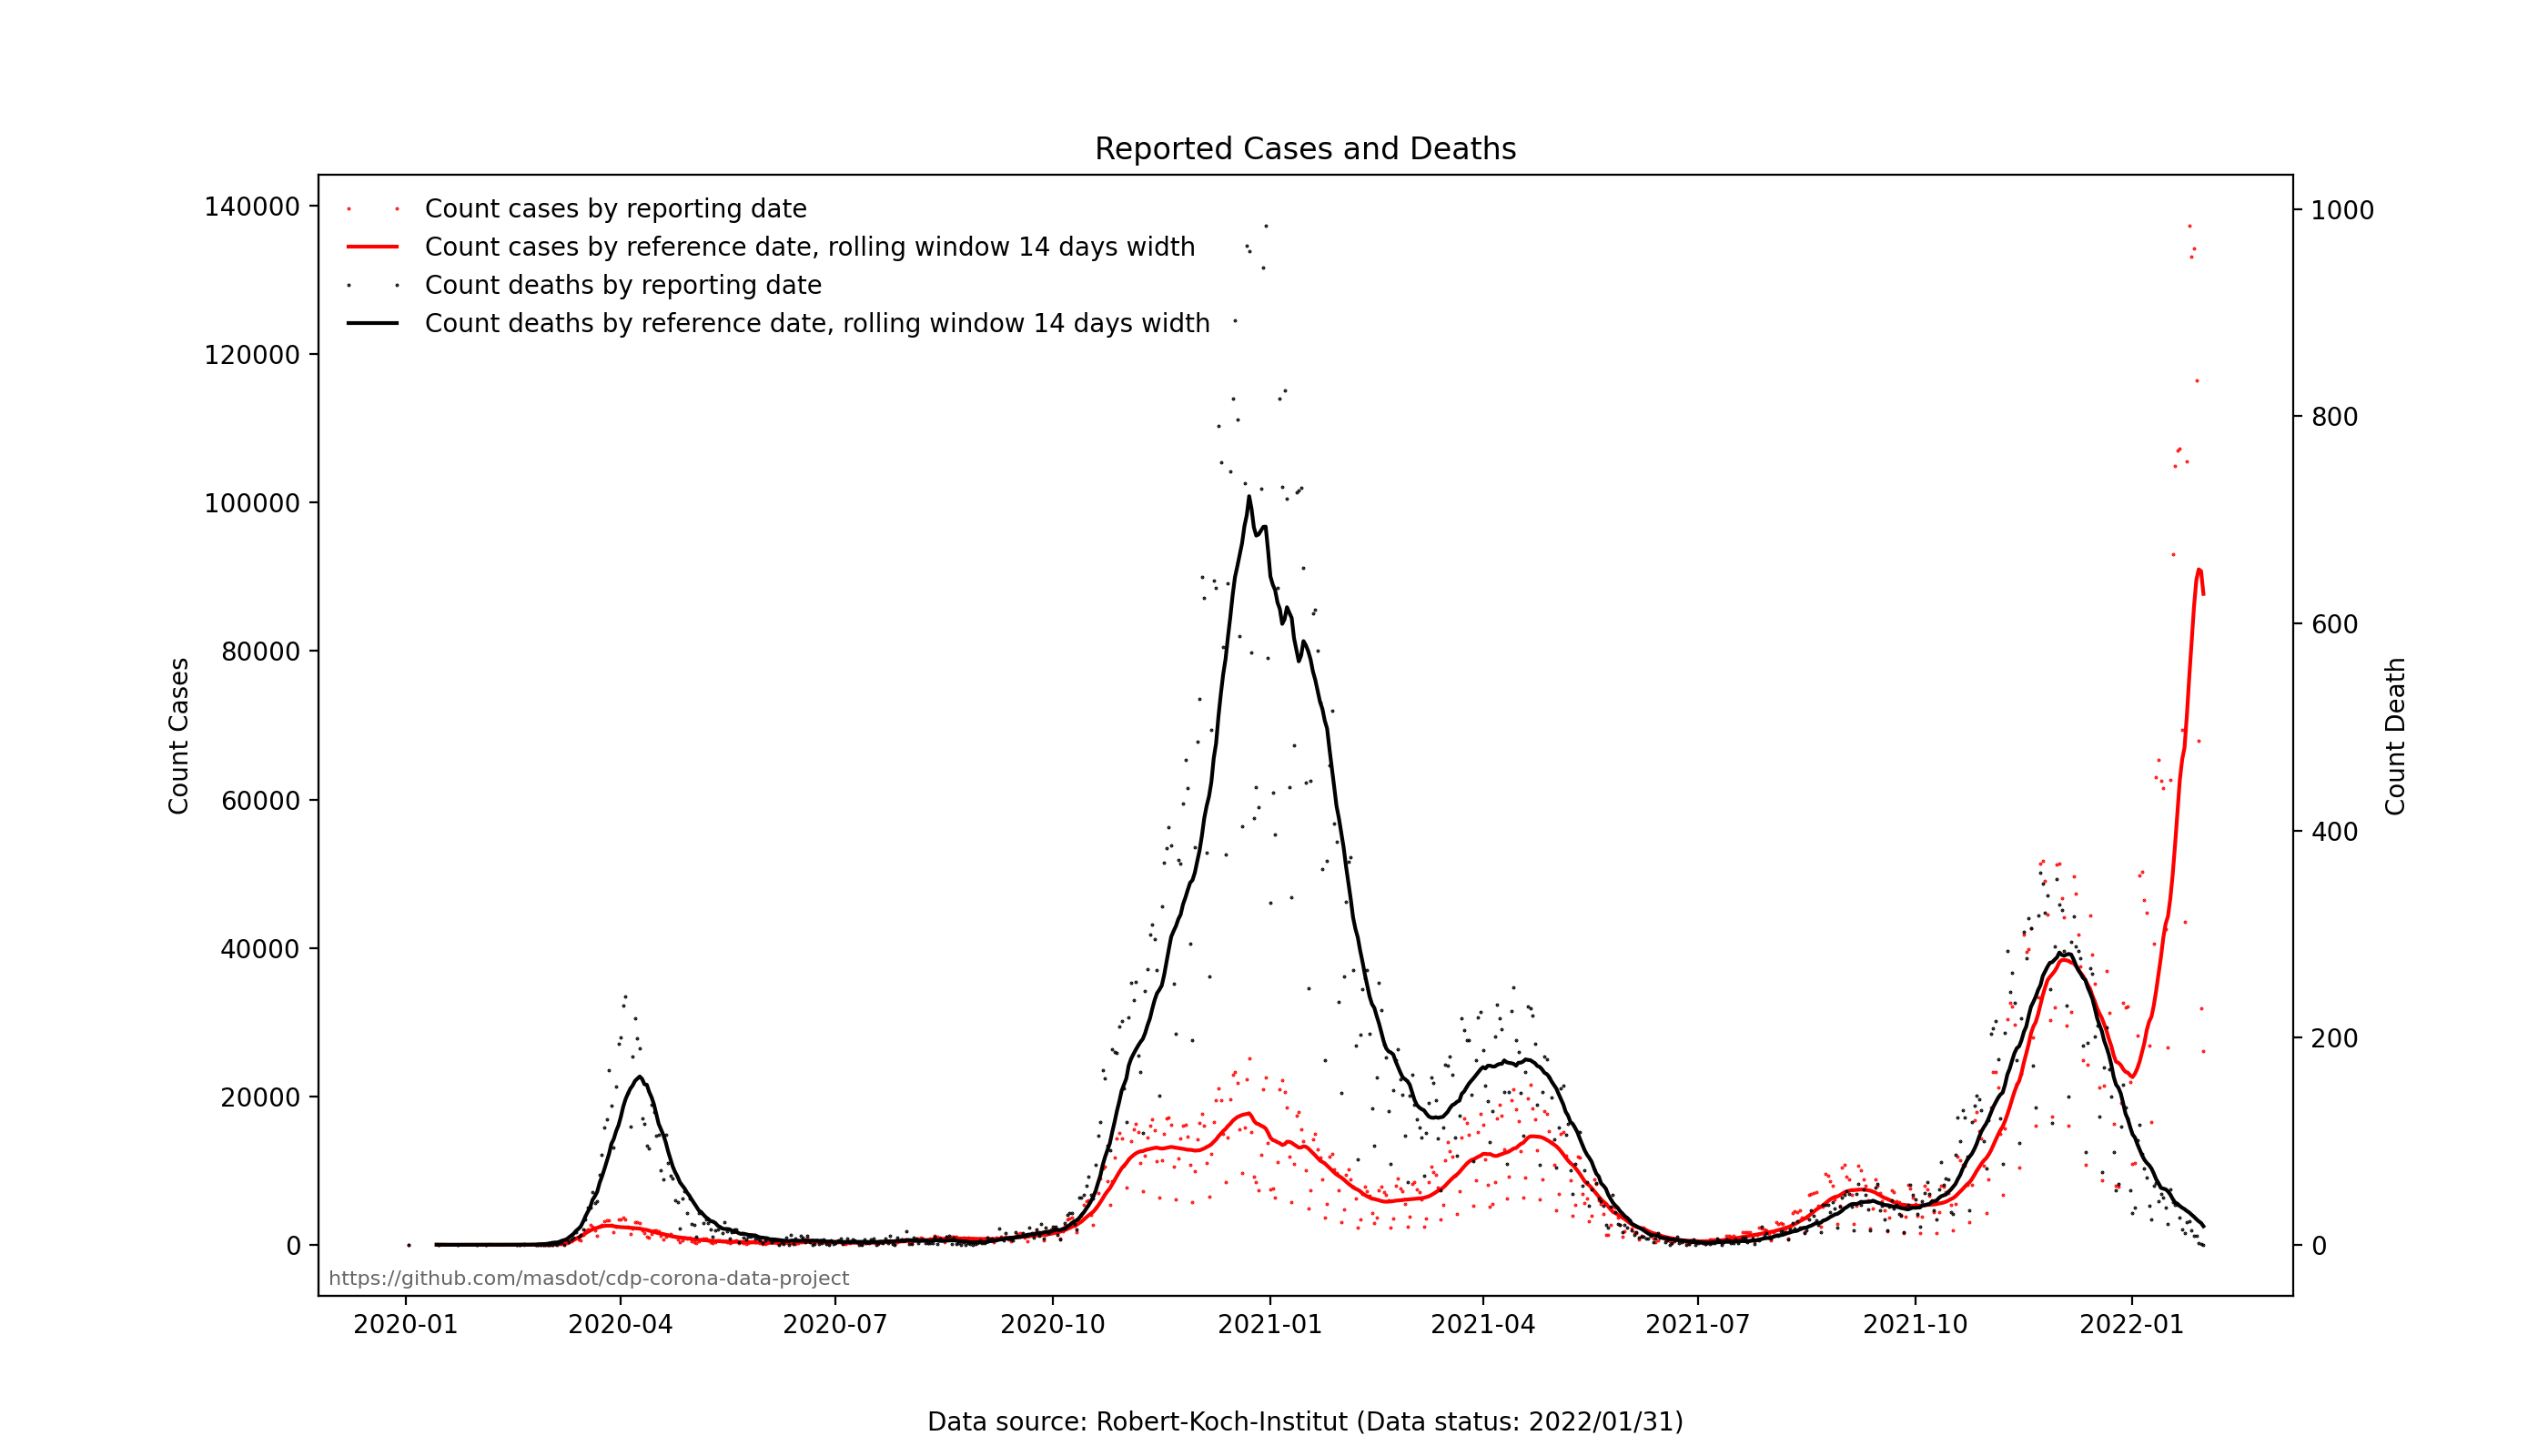 Reported Cases and Deaths
Count cases by reporting date
Count cases by reference date, rolling window 14 days width
Count deaths by reporting date
Count deaths by reference date, rolling window 14 days width
140000
120000
100000
80000
60000
40000
20000
0
Count Cases
1000
800
600
400
200
0
Count Death
https://github.com/masdot/cdp-corona-data-project
2020-01 2020-04 2020-07 2020-10 2021-01 2021-04 2021-07 2021-10 2022-01
Data source: Robert-Koch-Institut (Data status: 2022/01/31)